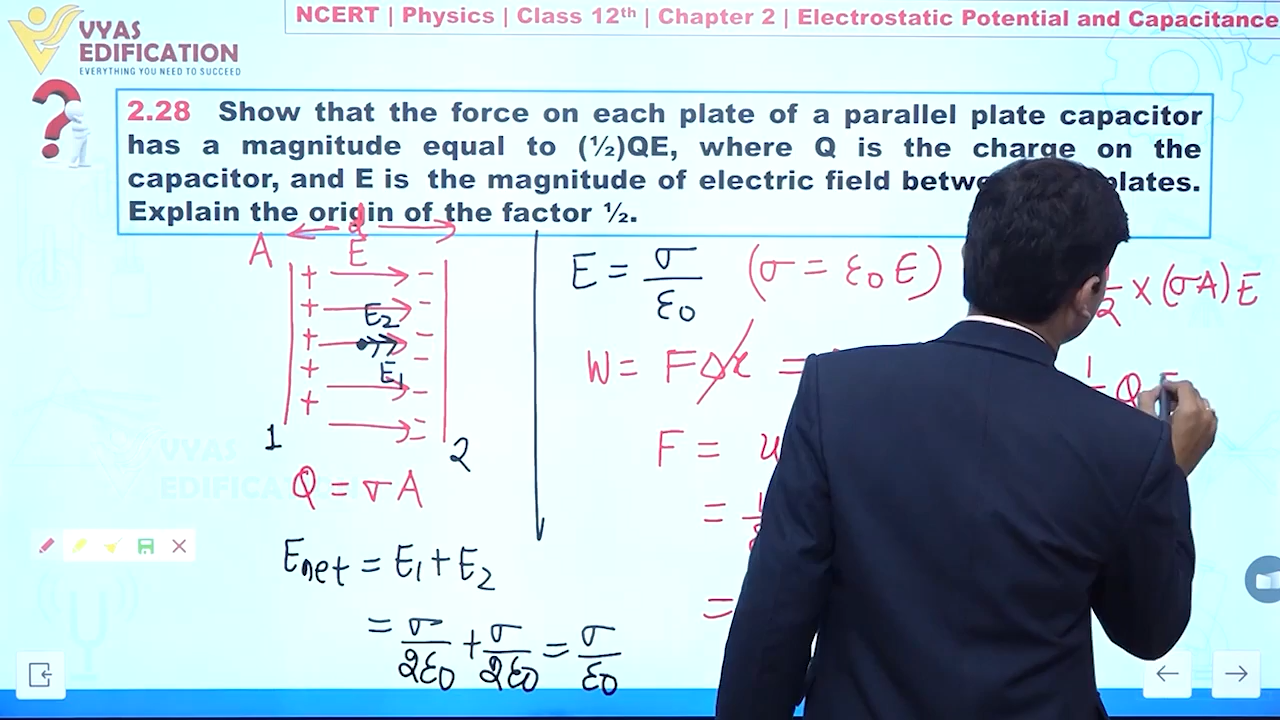 NCERT | Physics | Class 12th | Chapter 2 | Electrostatic Potential and Capacitance
VYAS
EDIFICATION
EVERYTHING YOU NEED TO SUCCEED
2.28 Show that the force on each plate of a parallel plate capacitor
has a magnitude equal to (½)QE, where Q is the charge on the
capacitor, and E is the magnitude of electric field plates.
Explain the origin of the factor ½.
d
A
E
+ -
+ -
E2
+ -
E1
+ -
+ -
1
2
Q = σA
Enet = E1 + E2
= σ/2ε0 + σ/2ε0 = σ/ε0
E = σ/ε0 (σ = ε0 E)
W = FΔx =
F = u
=
=
× (σA) E
Q
VYAS
EDIFICATION